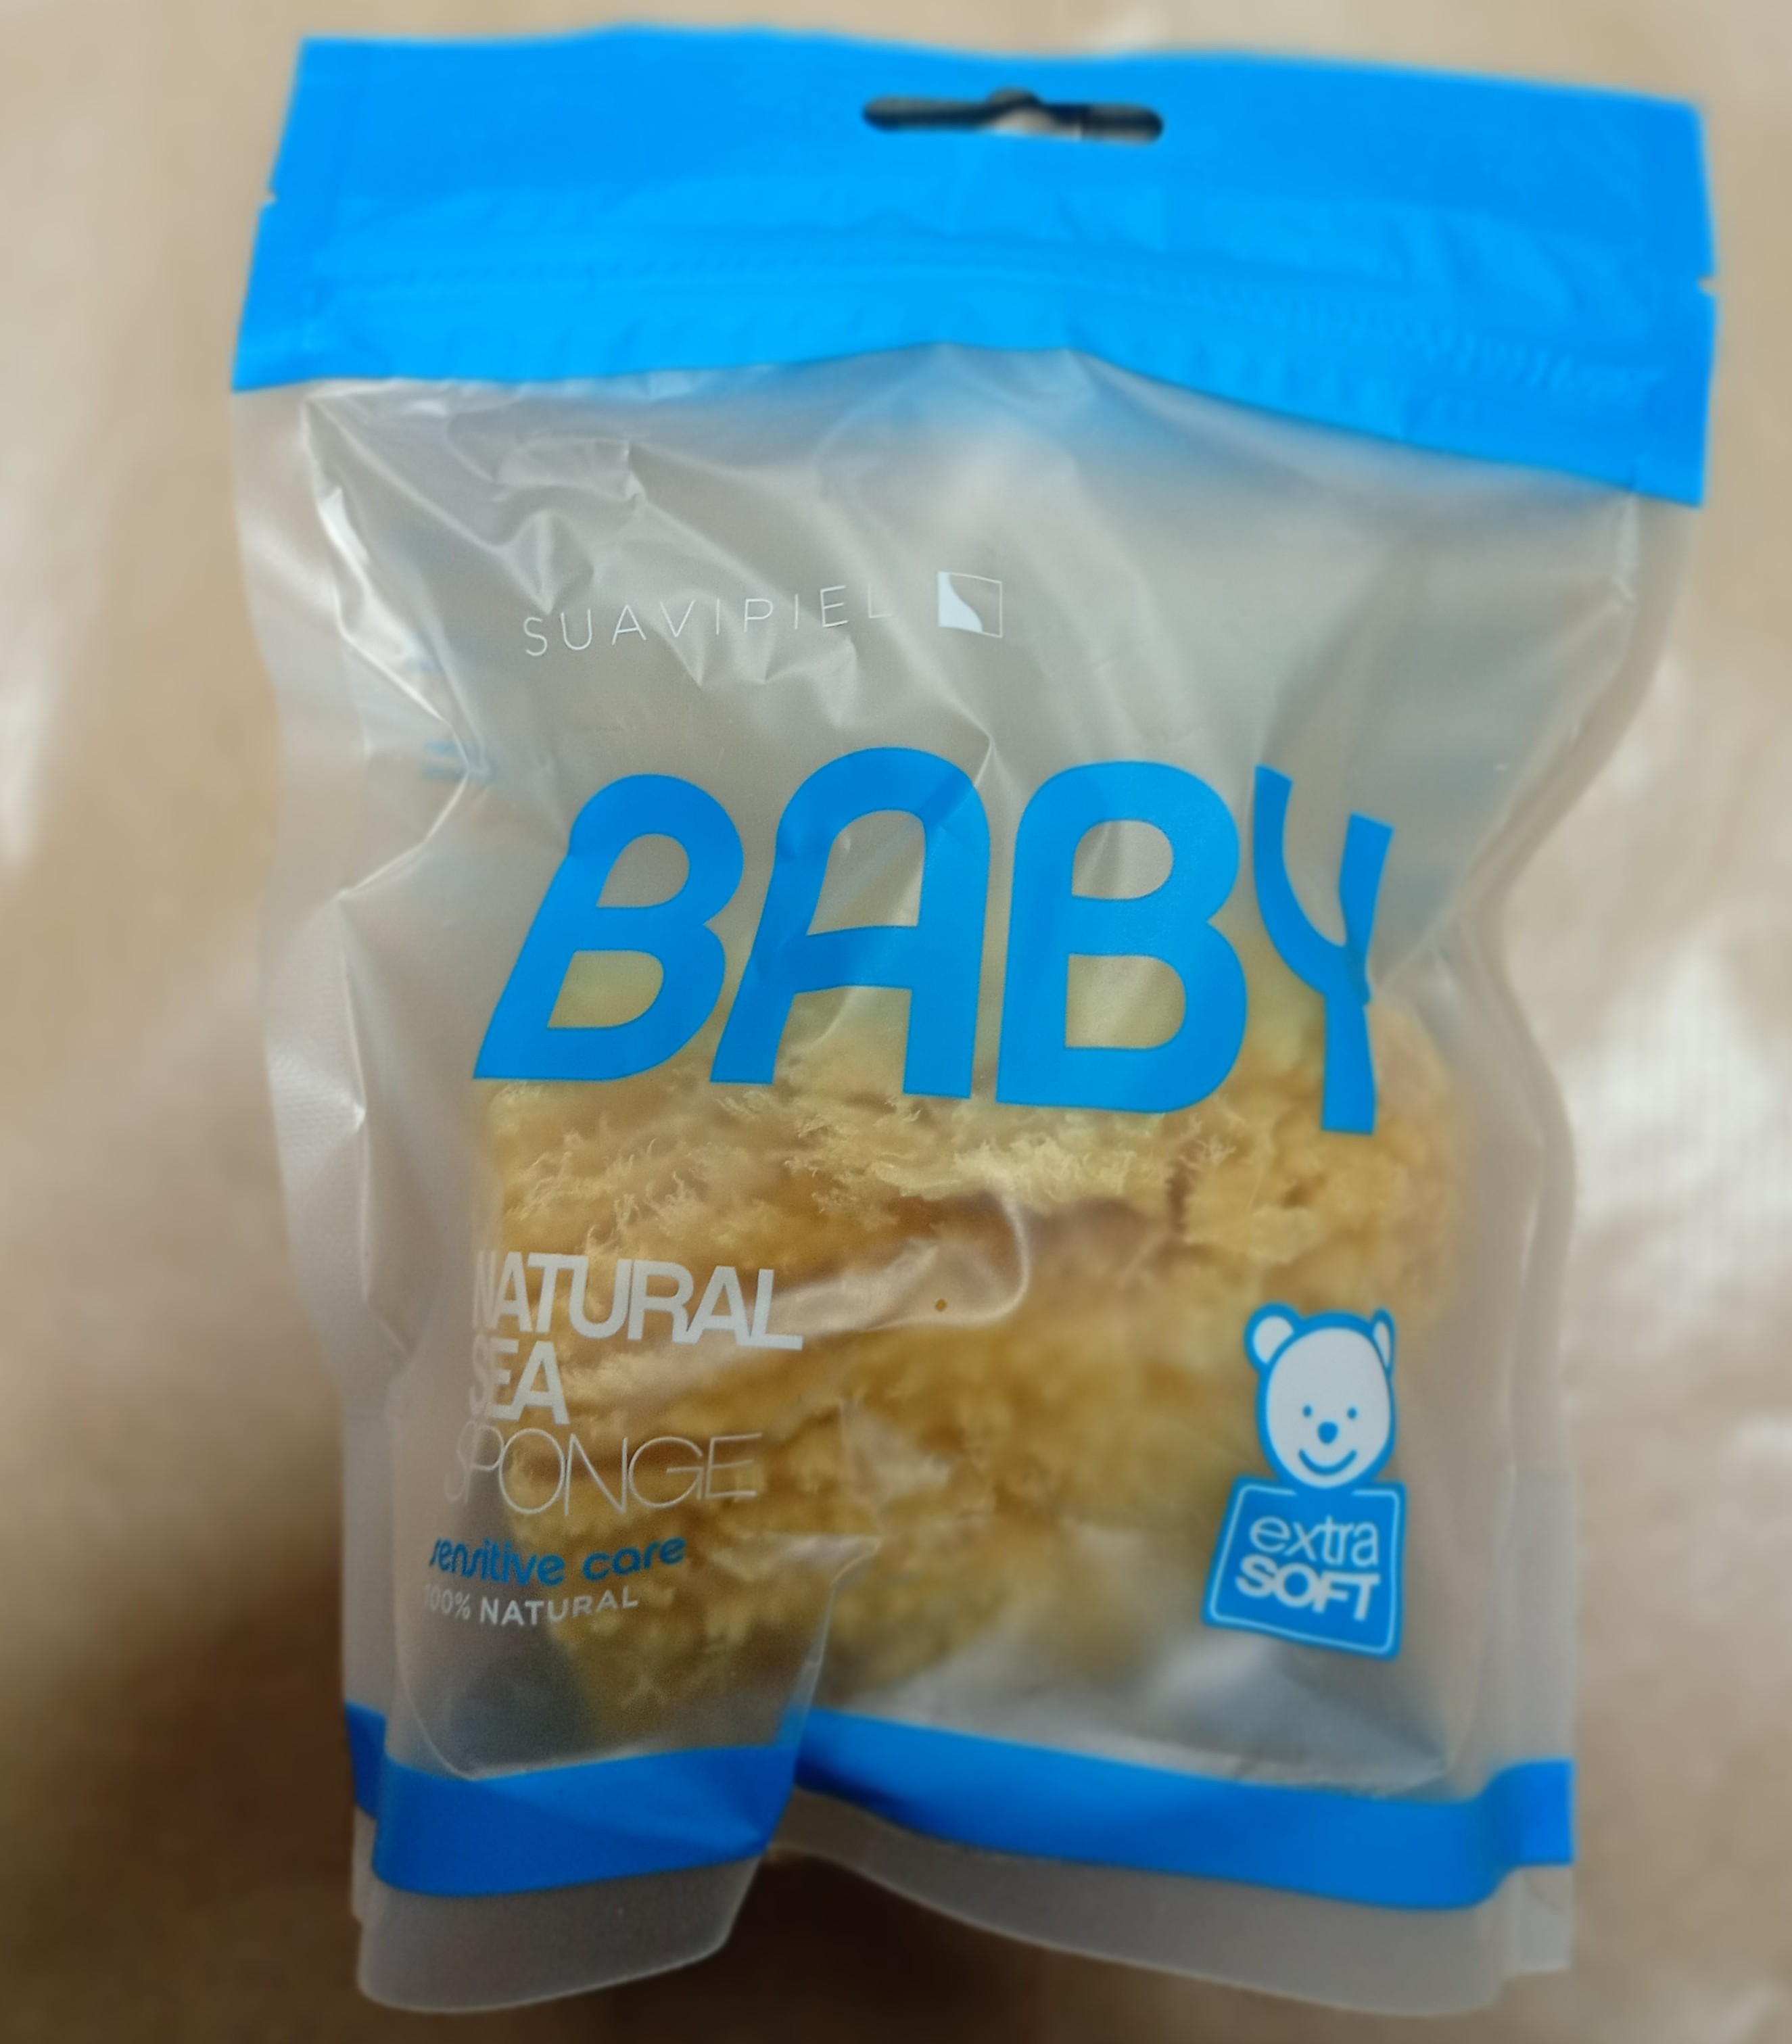 SUAVIPIEL
BABY
NATURAL
SEA
SPONGE
sensitive care
100% NATURAL
extra
SOFT